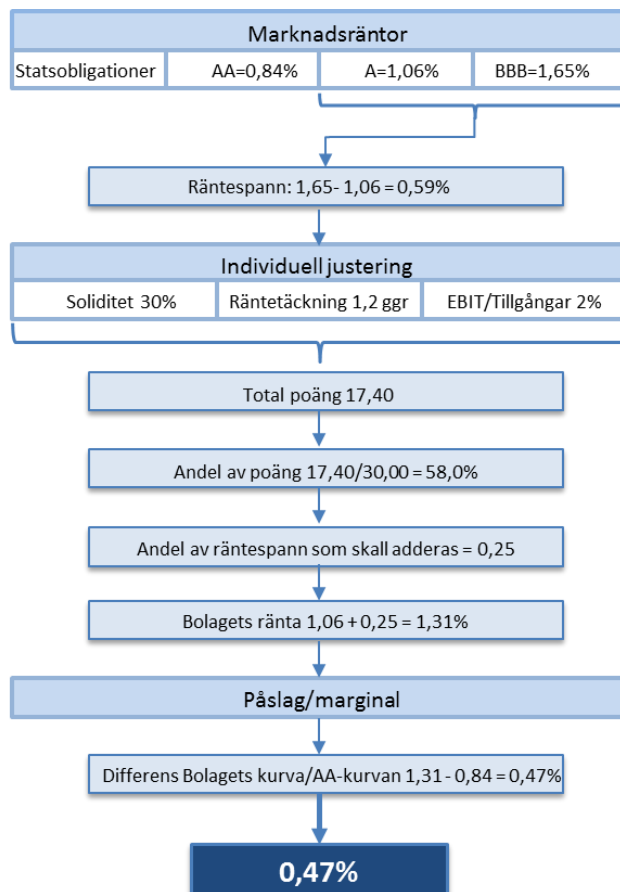 Marknadsräntor
Statsobligationer AA=0,84% A=1,06% BBB=1,65%
Räntespann: 1,65- 1,06 = 0,59%
Individuell justering
Soliditet 30% Räntetäckning 1,2 ggr EBIT/Tillgångar 2%
Total poäng 17,40
Andel av poäng 17,40/30,00 = 58,0%
Andel av räntespann som skall adderas = 0,25
Bolagets ränta 1,06 + 0,25 = 1,31%
Påslag/marginal
Differens Bolagets kurva/AA-kurvan 1,31 - 0,84 = 0,47%
0,47%